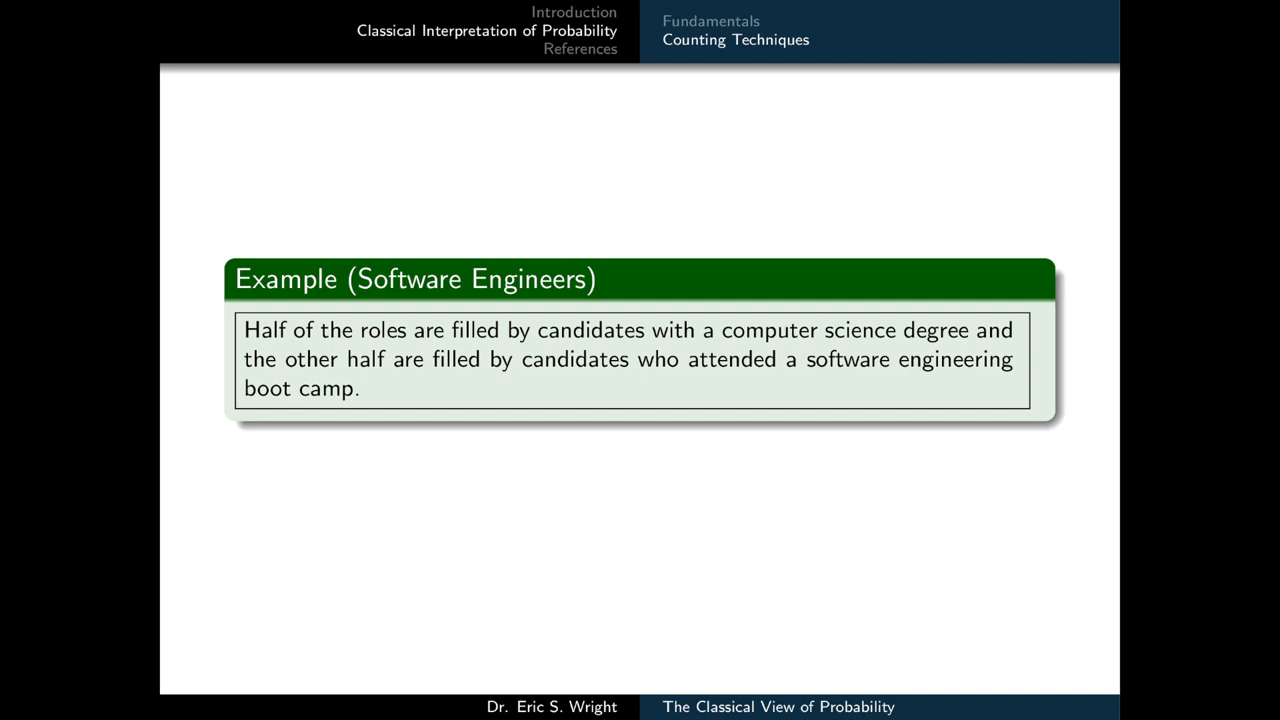 Introduction
Classical Interpretation of Probability
References
Fundamentals
Counting Techniques
Example (Software Engineers)
Half of the roles are filled by candidates with a computer science degree and
the other half are filled by candidates who attended a software engineering
boot camp.
Dr. Eric S. Wright
The Classical View of Probability